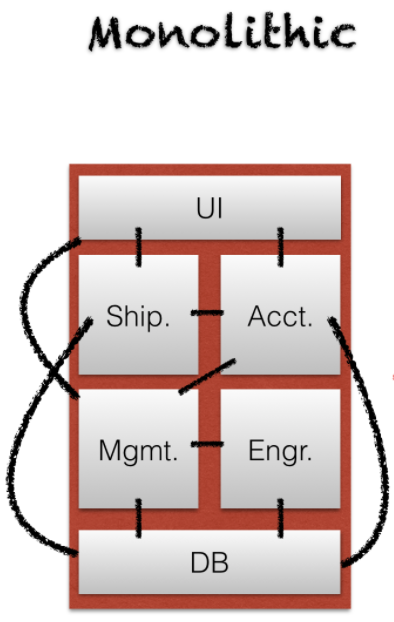 Monolithic
UI
Ship. Acct.
Mgmt. Engr.
DB